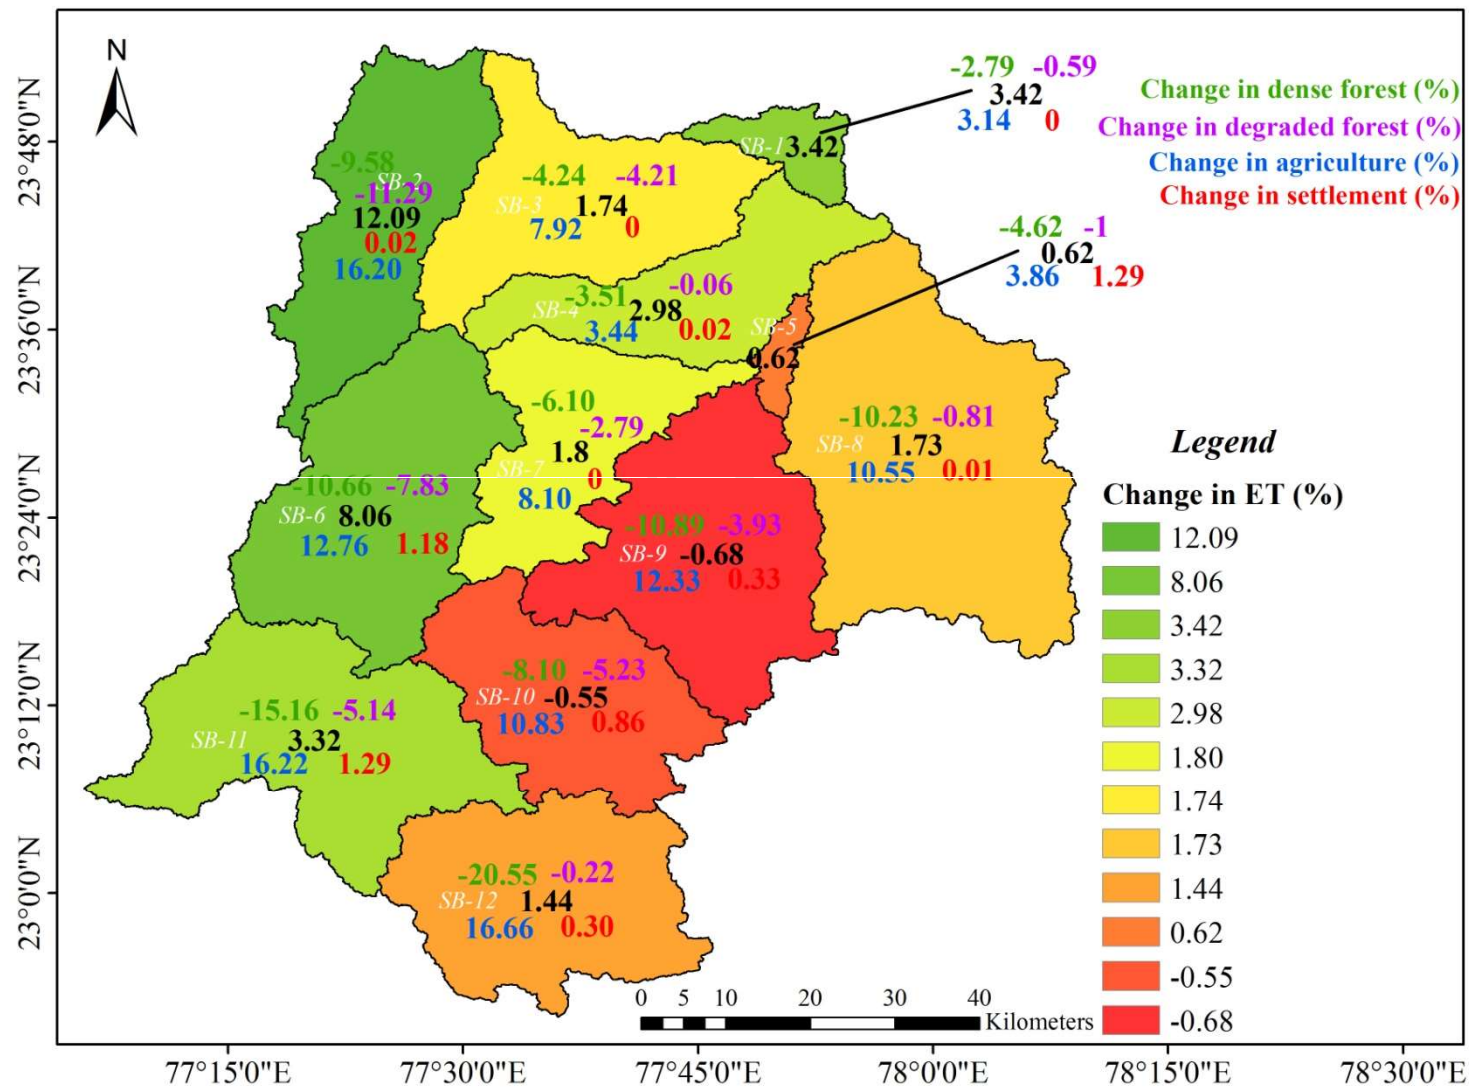 N
-2.79 -0.59
3.42
3.14 0
Change in dense forest (%)
Change in degraded forest (%)
Change in agriculture (%)
Change in settlement (%)
SB-1 3.42
-9.58
SB-2
-11.29
12.09
0.02
16.20
-4.24 -4.21
SB-3 1.74
7.92 0
-4.62 -1
0.62
3.86 1.29
-3.51 -0.06
SB-4 2.98
3.44 0.02
SB-5
0.62
-6.10
-2.79
1.8
SB-7
0
8.10
-10.23 -0.81
SB-8 1.73
10.55 0.01
-10.66 -7.83
SB-6 8.06
12.76 1.18
-10.89 -3.93
SB-9 -0.68
12.33 0.33
-8.10 -5.23
SB-10 -0.55
10.83 0.86
-15.16 -5.14
SB-11 3.32
16.22 1.29
-20.55 -0.22
SB-12 1.44
16.66 0.30
Legend
Change in ET (%)
12.09
8.06
3.42
3.32
2.98
1.80
1.74
1.73
1.44
0.62
-0.55
-0.68
0 5 10 20 30 40
Kilometers
23°48'0"N
23°36'0"N
23°24'0"N
23°12'0"N
23°0'0"N
77°15'0"E 77°30'0"E 77°45'0"E 78°0'0"E 78°15'0"E 78°30'0"E